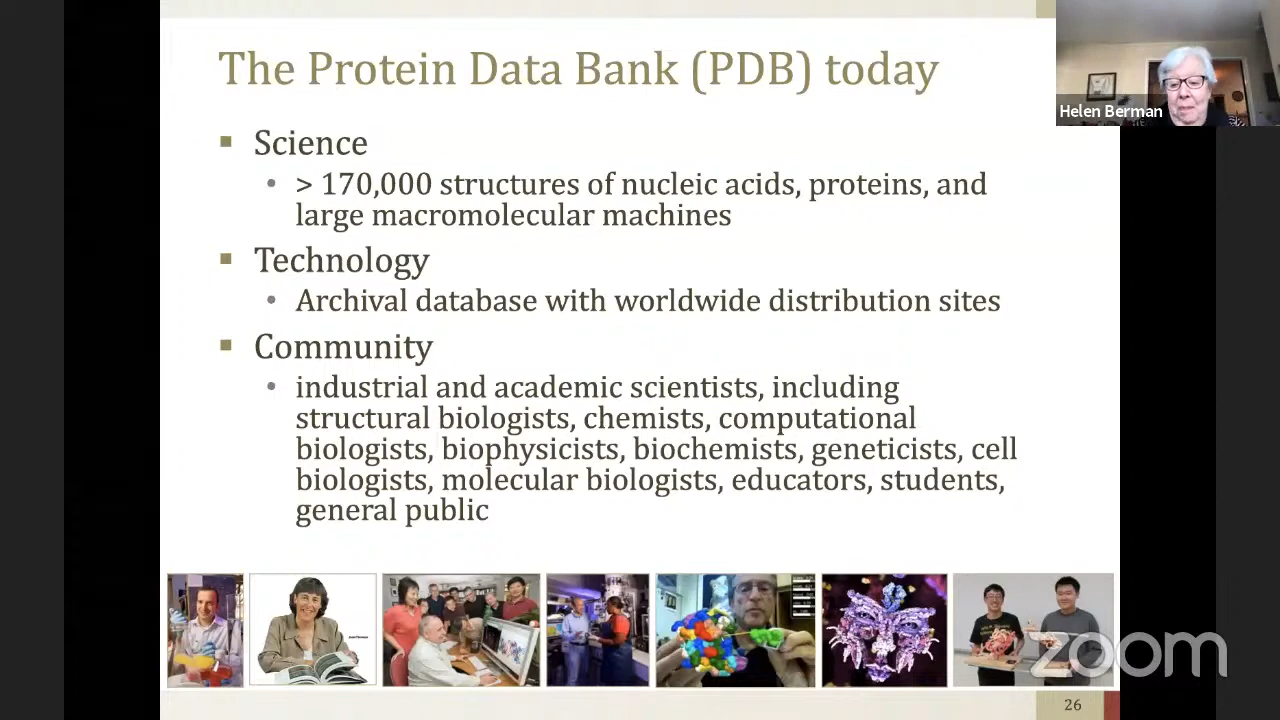 The Protein Data Bank (PDB) today
Helen Berman
▪ Science
• > 170,000 structures of nucleic acids, proteins, and
large macromolecular machines
▪ Technology
• Archival database with worldwide distribution sites
▪ Community
• industrial and academic scientists, including
structural biologists, chemists, computational
biologists, biophysicists, biochemists, geneticists, cell
biologists, molecular biologists, educators, students,
general public
zoom
26